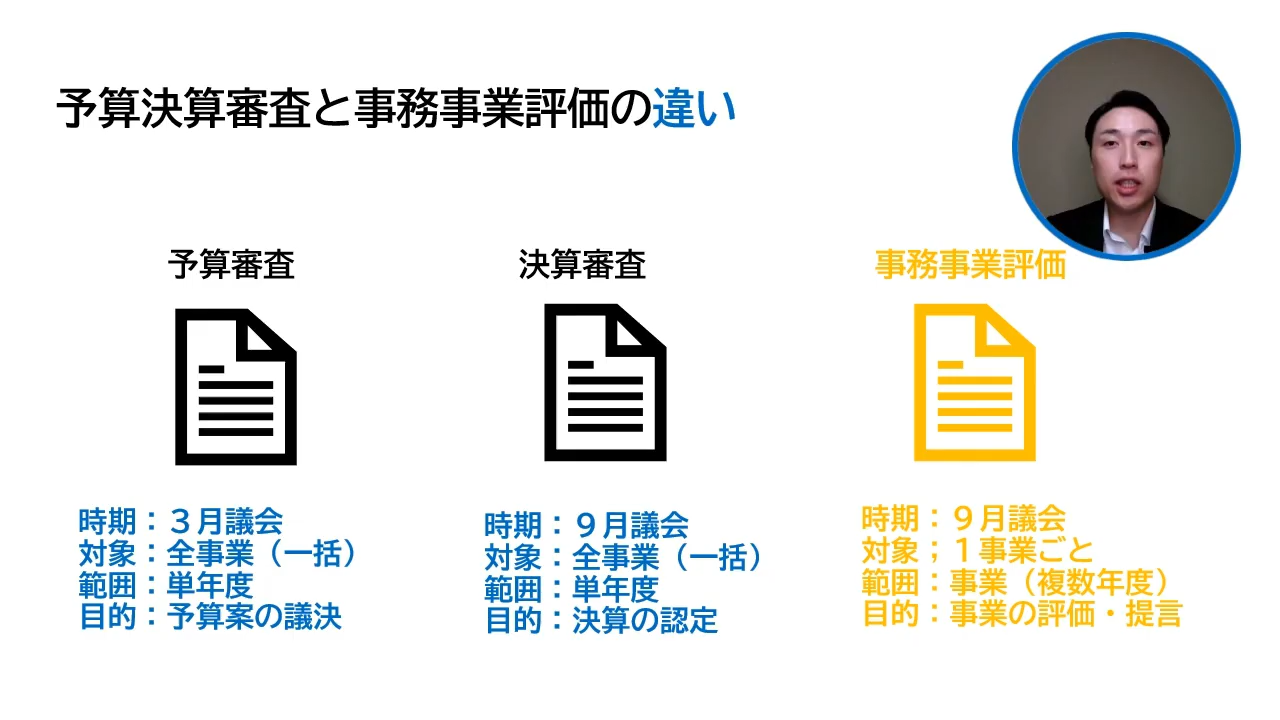 予算決算審査と事務事業評価の違い
予算審査
時期：３月議会
対象：全事業（一括）
範囲：単年度
目的：予算案の議決
決算審査
時期：９月議会
対象：全事業（一括）
範囲：単年度
目的：決算の認定
事務事業評価
時期：９月議会
対象；１事業ごと
範囲：事業（複数年度）
目的：事業の評価・提言